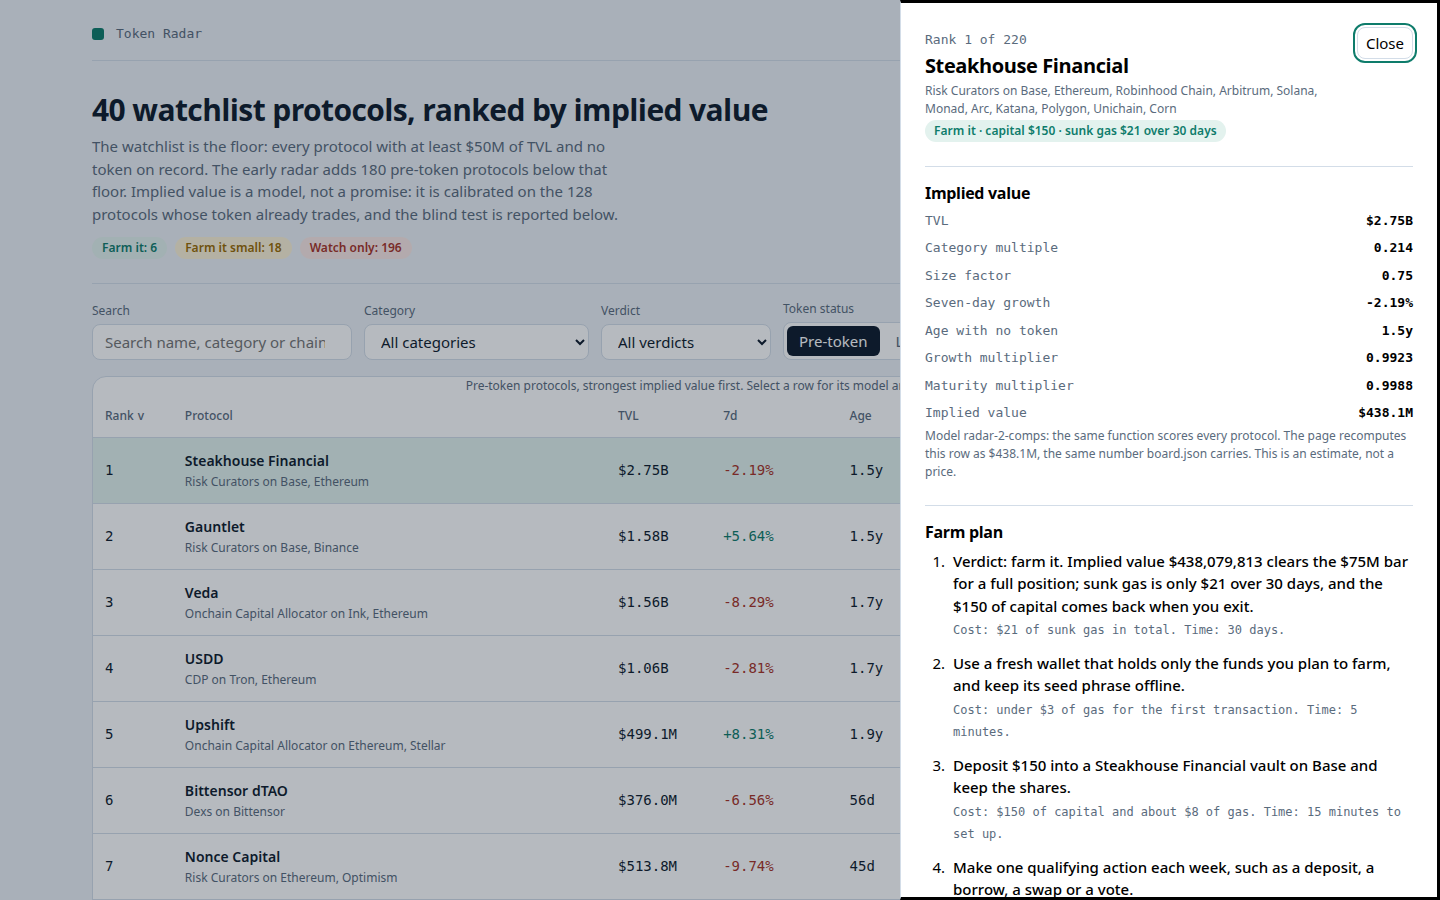 Token Radar
40 watchlist protocols, ranked by implied value
The watchlist is the floor: every protocol with at least $50M of TVL and no
token on record. The early radar adds 180 pre-token protocols below that
floor. Implied value is a model, not a promise: it is calibrated on the 128
protocols whose token already trades, and the blind test is reported below.
Farm it: 6 Farm it small: 18 Watch only: 196
Search Category Verdict Token status
Search name, category or chain All categories All verdicts Pre-token L
Pre-token protocols, strongest implied value first. Select a row for its model a
Rank v Protocol TVL 7d Age
1 Steakhouse Financial $2.75B -2.19% 1.5y
Risk Curators on Base, Ethereum
2 Gauntlet $1.58B +5.64% 1.5y
Risk Curators on Base, Binance
3 Veda $1.56B -8.29% 1.7y
Onchain Capital Allocator on Ink, Ethereum
4 USDD $1.06B -2.81% 1.7y
CDP on Tron, Ethereum
5 Upshift $499.1M +8.31% 1.9y
Onchain Capital Allocator on Ethereum, Stellar
6 Bittensor dTAO $376.0M -6.56% 56d
Dexs on Bittensor
7 Nonce Capital $513.8M -9.74% 45d
Risk Curators on Ethereum, Optimism
Rank 1 of 220
Close
Steakhouse Financial
Risk Curators on Base, Ethereum, Robinhood Chain, Arbitrum, Solana,
Monad, Arc, Katana, Polygon, Unichain, Corn
Farm it · capital $150 · sunk gas $21 over 30 days
Implied value
TVL $2.75B
Category multiple 0.214
Size factor 0.75
Seven-day growth -2.19%
Age with no token 1.5y
Growth multiplier 0.9923
Maturity multiplier 0.9988
Implied value $438.1M
Model radar-2-comps: the same function scores every protocol. The page recomputes
this row as $438.1M, the same number board.json carries. This is an estimate, not a
price.
Farm plan
1. Verdict: farm it. Implied value $438,079,813 clears the $75M bar
for a full position; sunk gas is only $21 over 30 days, and the
$150 of capital comes back when you exit.
Cost: $21 of sunk gas in total. Time: 30 days.
2. Use a fresh wallet that holds only the funds you plan to farm,
and keep its seed phrase offline.
Cost: under $3 of gas for the first transaction. Time: 5
minutes.
3. Deposit $150 into a Steakhouse Financial vault on Base and
keep the shares.
Cost: $150 of capital and about $8 of gas. Time: 15 minutes to
set up.
4. Make one qualifying action each week, such as a deposit, a
borrow, a swap or a vote.